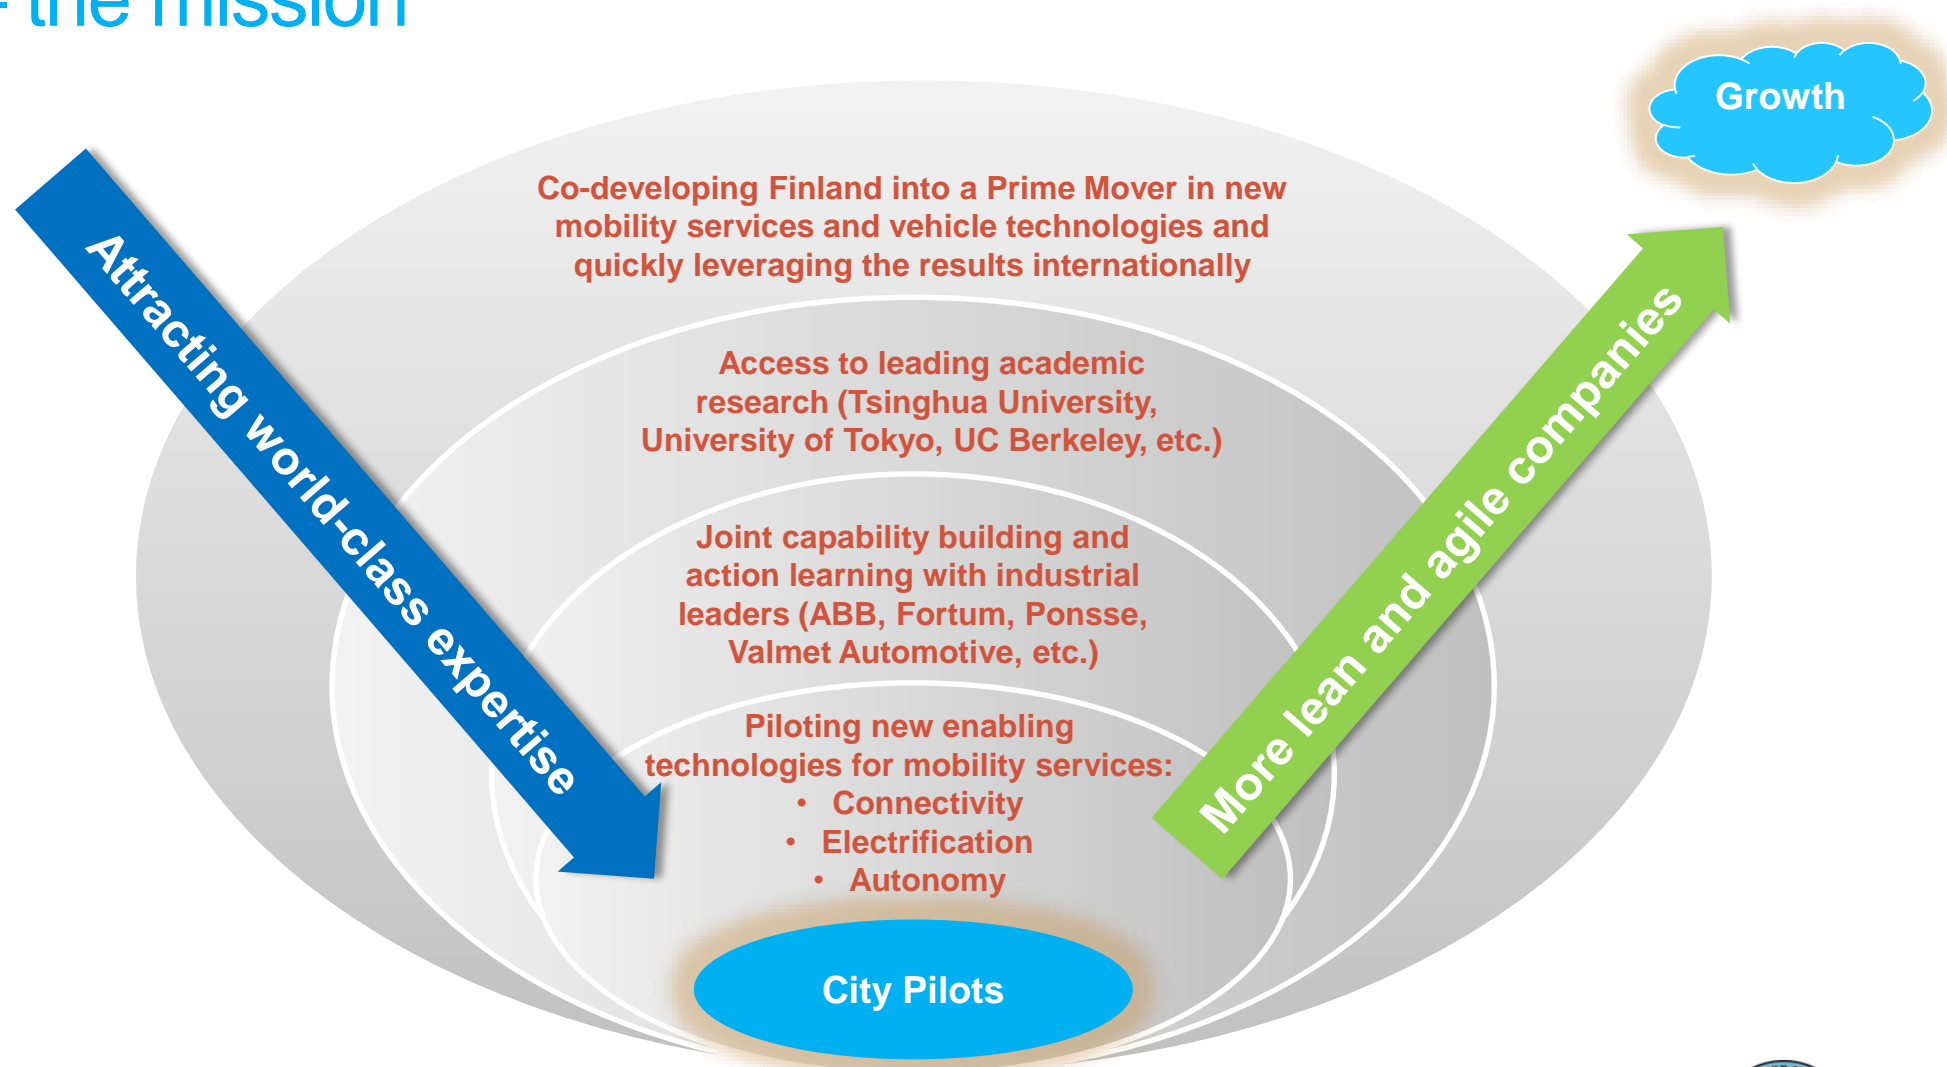 - the mission
Growth
Co-developing Finland into a Prime Mover in new
mobility services and vehicle technologies and
quickly leveraging the results internationally
Attracting world-class expertise
More lean and agile companies
Access to leading academic
research (Tsinghua University,
University of Tokyo, UC Berkeley, etc.)
Joint capability building and
action learning with industrial
leaders (ABB, Fortum, Ponsse,
Valmet Automotive, etc.)
Piloting new enabling
technologies for mobility services:
• Connectivity
• Electrification
• Autonomy
City Pilots